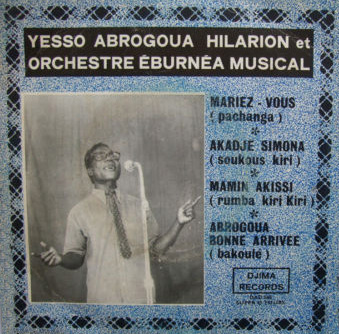 YESSO ABROGOUA HILARION et
ORCHESTRE ÉBURNÉA MUSICAL
MARIEZ - VOUS
( pachanga )
*
AKADJE SIMONA
( soukous kiri )
*
MAMIN AKISSI
( rumba kiri Kiri )
*
ABROGOUA
BONNE ARRIVEE
( bakoulé )
DJIMA
RECORDS